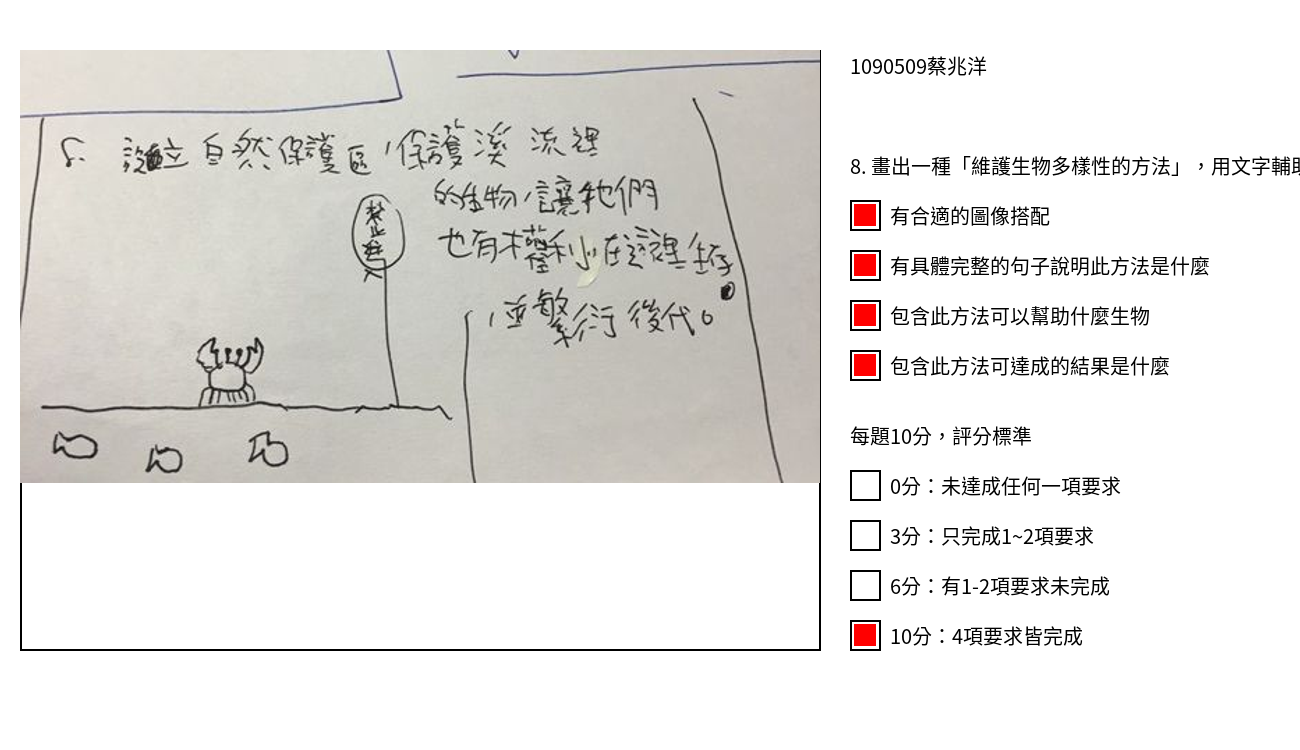 8. 設立自然保護區,保護溪流裡
的生物,讓牠們
也有權利在這裡生存
,並繁衍後代。
禁止進入
1090509蔡兆洋
8. 畫出一種「維護生物多樣性的方法」，用文字輔助
有合適的圖像搭配
有具體完整的句子說明此方法是什麼
包含此方法可以幫助什麼生物
包含此方法可達成的結果是什麼
每題10分，評分標準
0分：未達成任何一項要求
3分：只完成1~2項要求
6分：有1-2項要求未完成
10分：4項要求皆完成